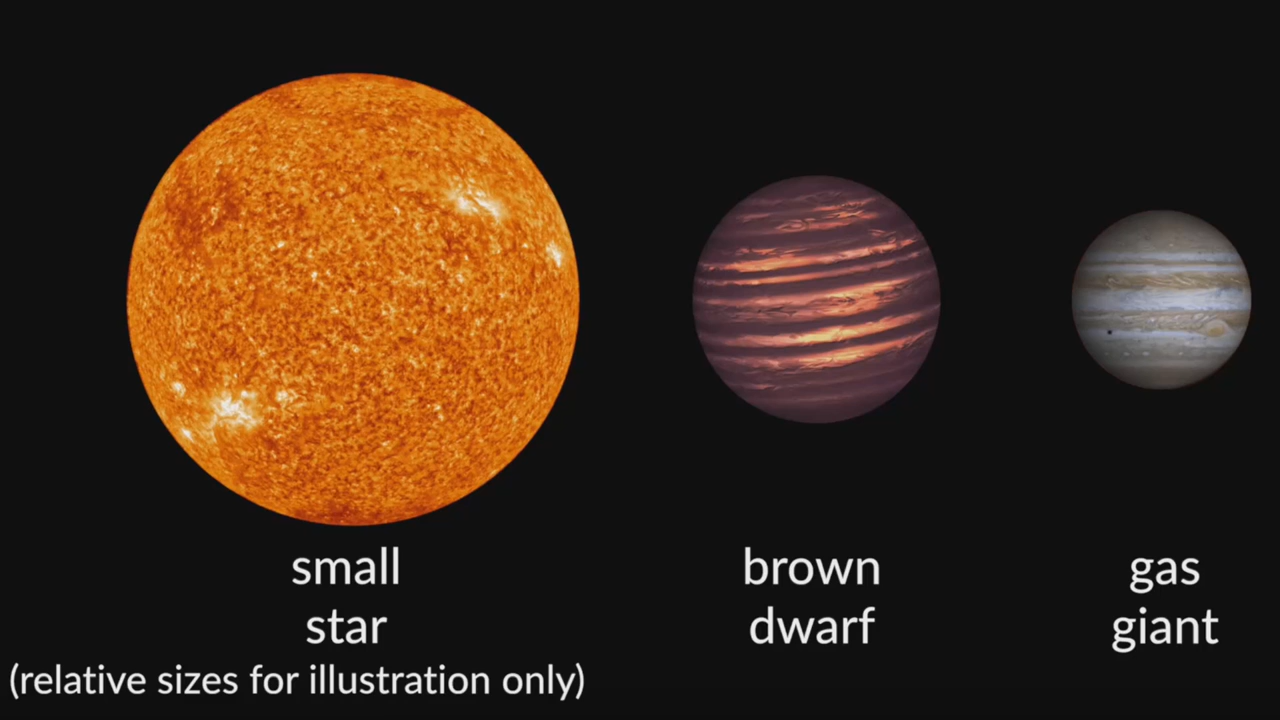 small
star
(relative sizes for illustration only)
brown
dwarf
gas
giant